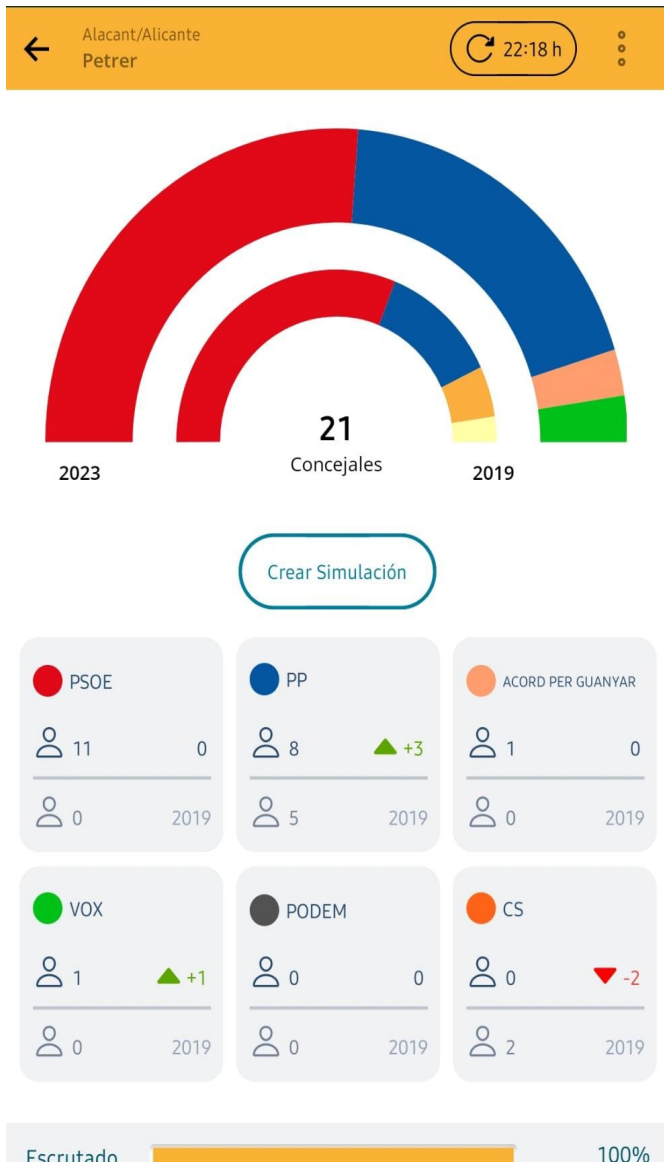 Alacant/Alicante
Petrer
22:18 h
21
Concejales
2023
2019
Crear Simulación
PSOE
11 0
0 2019
PP
8 +3
5 2019
ACORD PER GUANYAR
1 0
0 2019
VOX
1 +1
0 2019
PODEM
0 0
0 2019
CS
0 -2
2 2019
Escrutado 100%